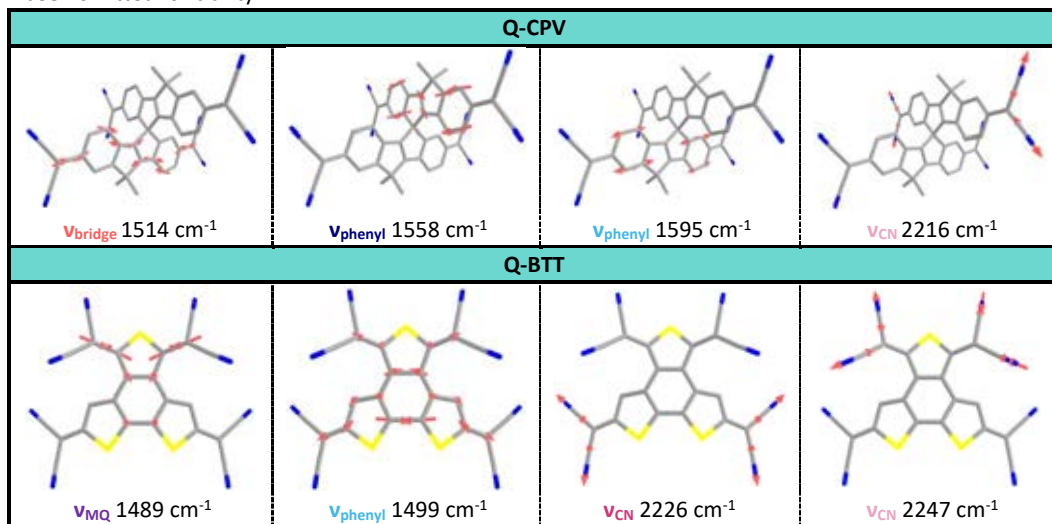 Q-CPV
νbridge 1514 cm-1
νphenyl 1558 cm-1
νphenyl 1595 cm-1
νCN 2216 cm-1
Q-BTT
νMQ 1489 cm-1
νphenyl 1499 cm-1
νCN 2226 cm-1
νCN 2247 cm-1